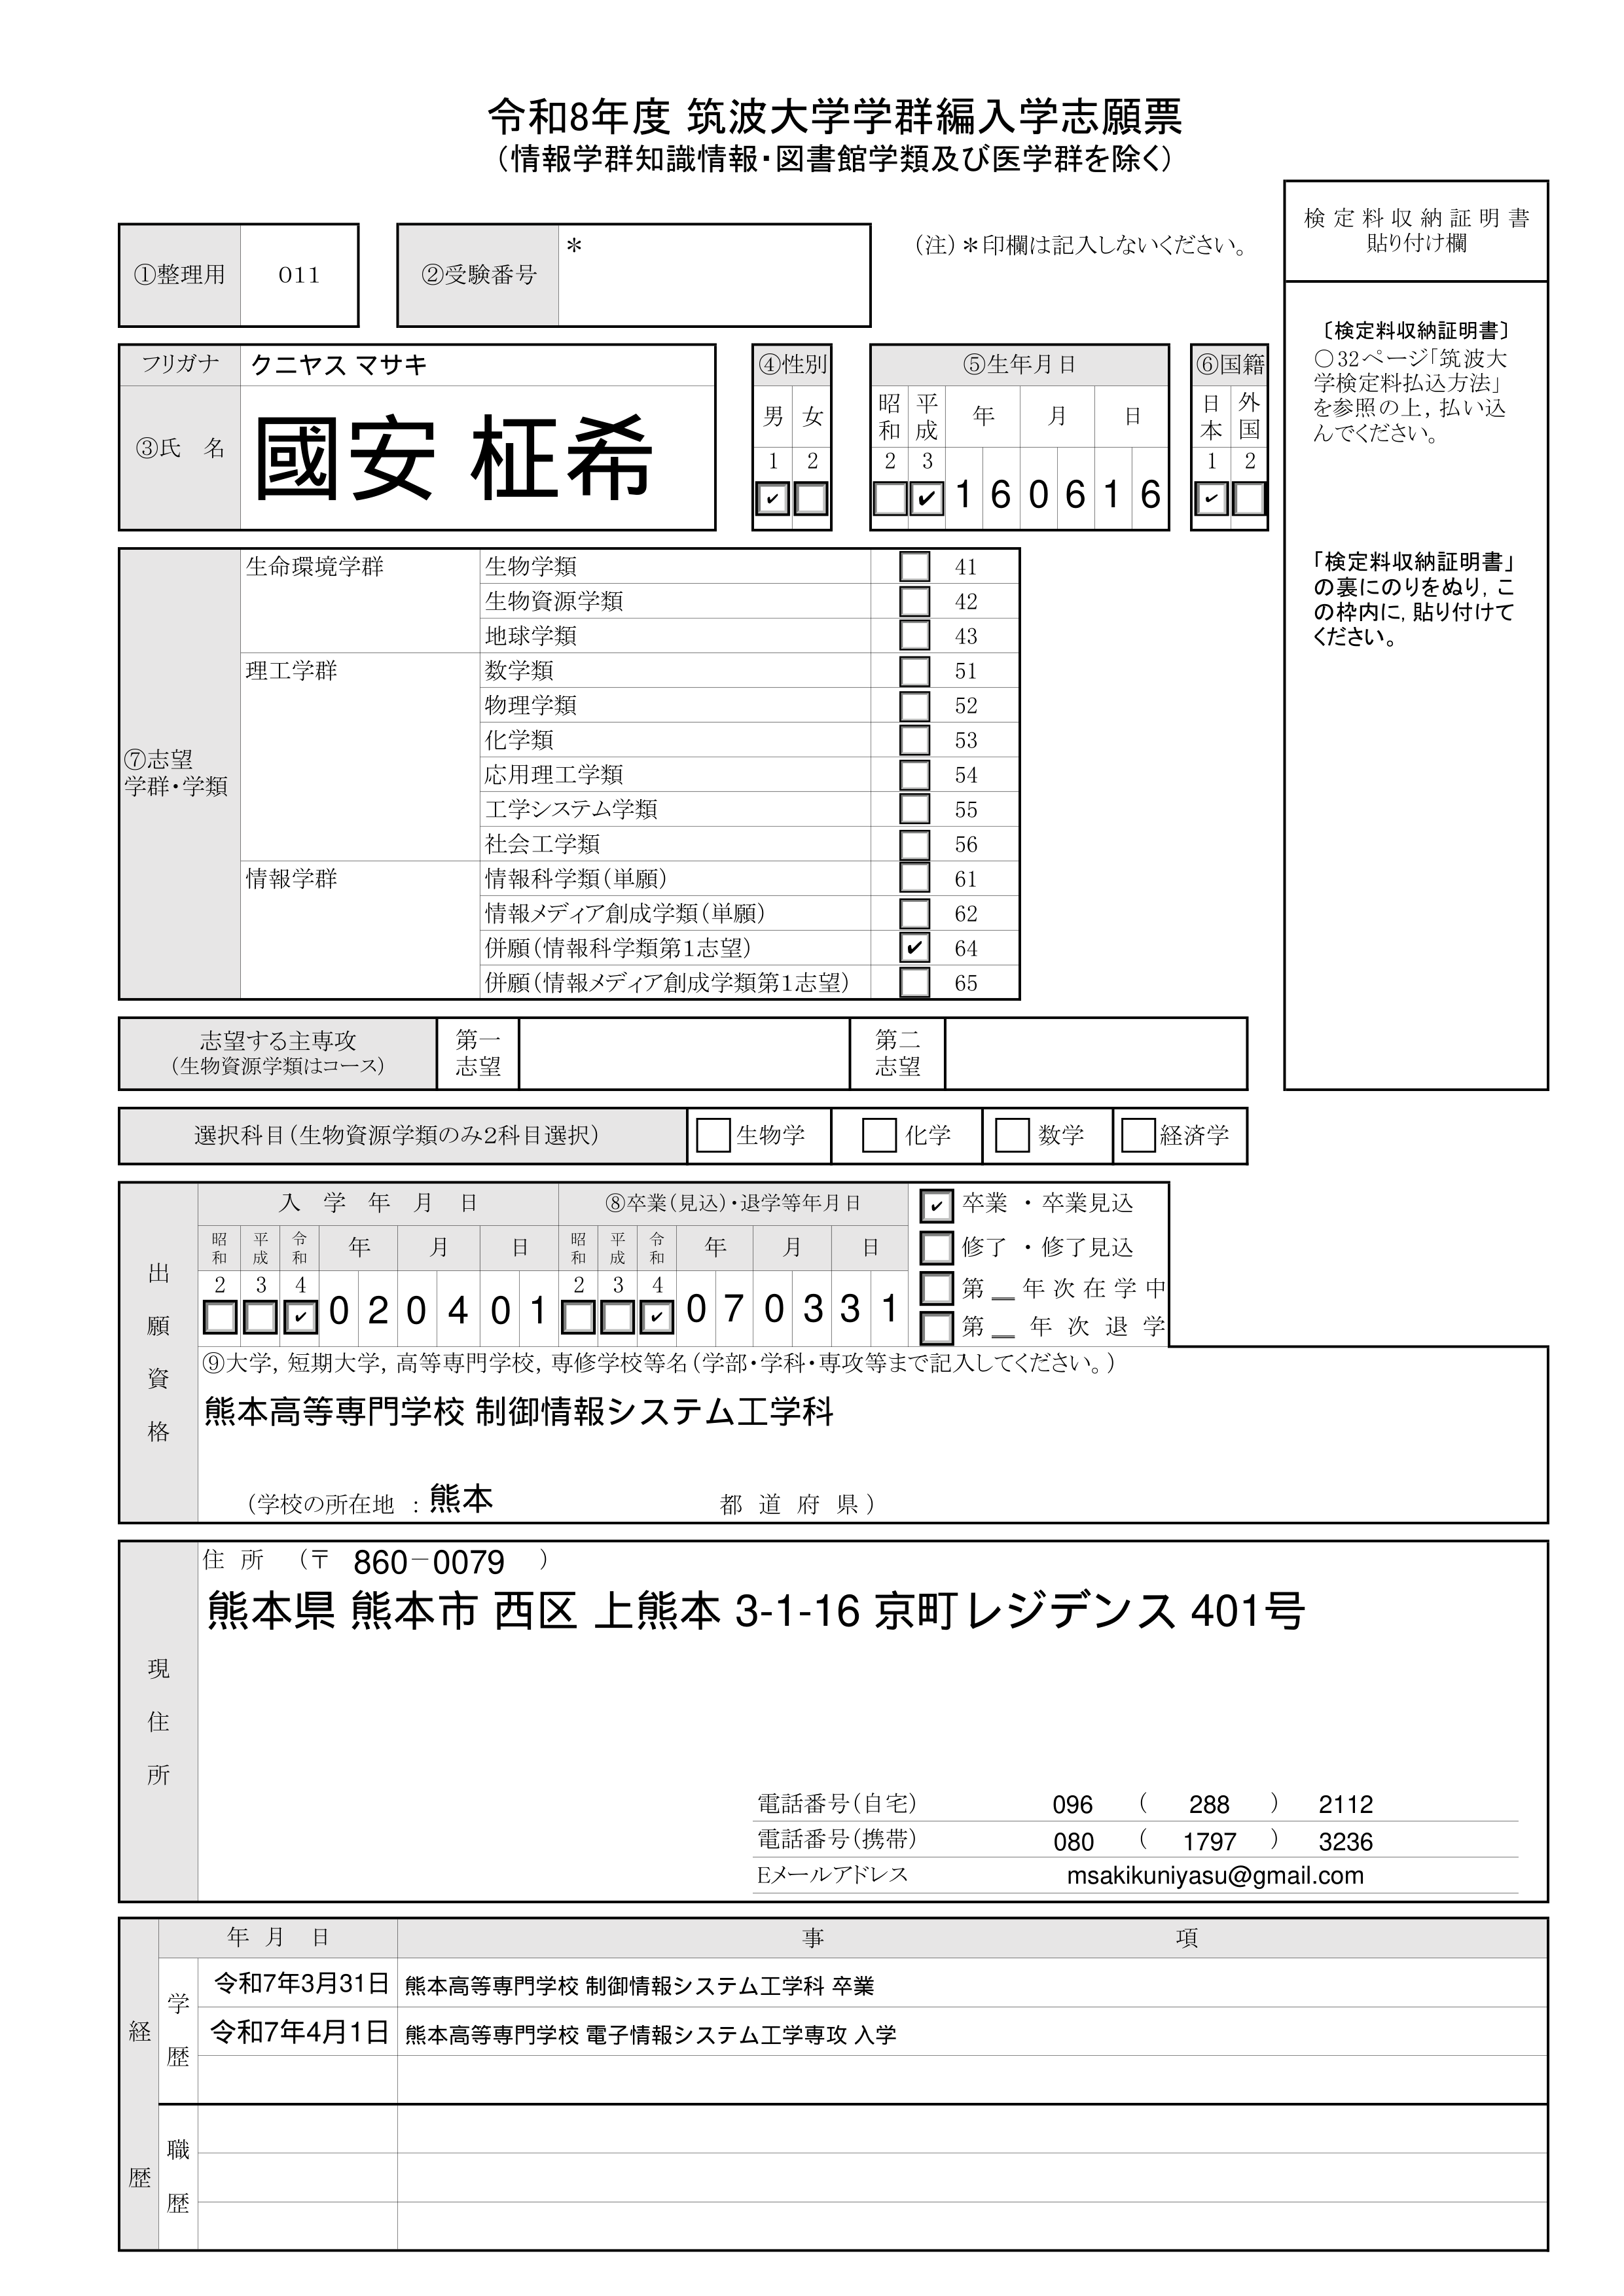 令和8年度 筑波大学学群編入学志願票
（情報学群知識情報・図書館学類及び医学群を除く）
①整理用 011 ②受験番号 ＊
（注）＊印欄は記入しないください。
検定料収納証明書
貼り付け欄
〔検定料収納証明書〕
○32ページ「筑波大
学検定料払込方法」
を参照の上，払い込
んでください。
「検定料収納証明書」
の裏にのりをぬり，こ
の枠内に，貼り付けて
ください。
フリガナ クニヤス マサキ
③氏 名 國安 柾希
④性別
男 女
1 2
✔
⑤生年月日
昭和 平成 年 月 日
2 3
✔ 1 6 0 6 1 6
⑥国籍
日本 外国
1 2
✔
⑦志望
学群・学類
生命環境学群 生物学類 41
生物資源学類 42
地球学類 43
理工学群 数学類 51
物理学類 52
化学類 53
応用理工学類 54
工学システム学類 55
社会工学類 56
情報学群 情報科学類（単願） 61
情報メディア創成学類（単願） 62
併願（情報科学類第1志望） ✔ 64
併願（情報メディア創成学類第1志望） 65
志望する主専攻
（生物資源学類はコース）
第一
志望
第二
志望
選択科目（生物資源学類のみ2科目選択） 生物学 化学 数学 経済学
出願資格
入学年月日 ⑧卒業（見込）・退学等年月日
昭和 平成 令和 年 月 日 昭和 平成 令和 年 月 日
2 3 4 2 3 4
✔ 0 2 0 4 0 1 ✔ 0 7 0 3 3 1
✔ 卒業 ・ 卒業見込
修了 ・ 修了見込
第＿年次在学中
第＿年次退学
⑨大学，短期大学，高等専門学校，専修学校等名（学部・学科・専攻等まで記入してください。）
熊本高等専門学校 制御情報システム工学科
（学校の所在地 ： 熊本 都道府県）
現住所
住所 （〒 860－0079 ）
熊本県 熊本市 西区 上熊本 3-1-16 京町レジデンス 401号
電話番号（自宅） 096 （ 288 ） 2112
電話番号（携帯） 080 （ 1797 ） 3236
Eメールアドレス msakikuniyasu@gmail.com
経歴
年月日 事項
学歴
令和7年3月31日 熊本高等専門学校 制御情報システム工学科 卒業
令和7年4月1日 熊本高等専門学校 電子情報システム工学専攻 入学
職歴